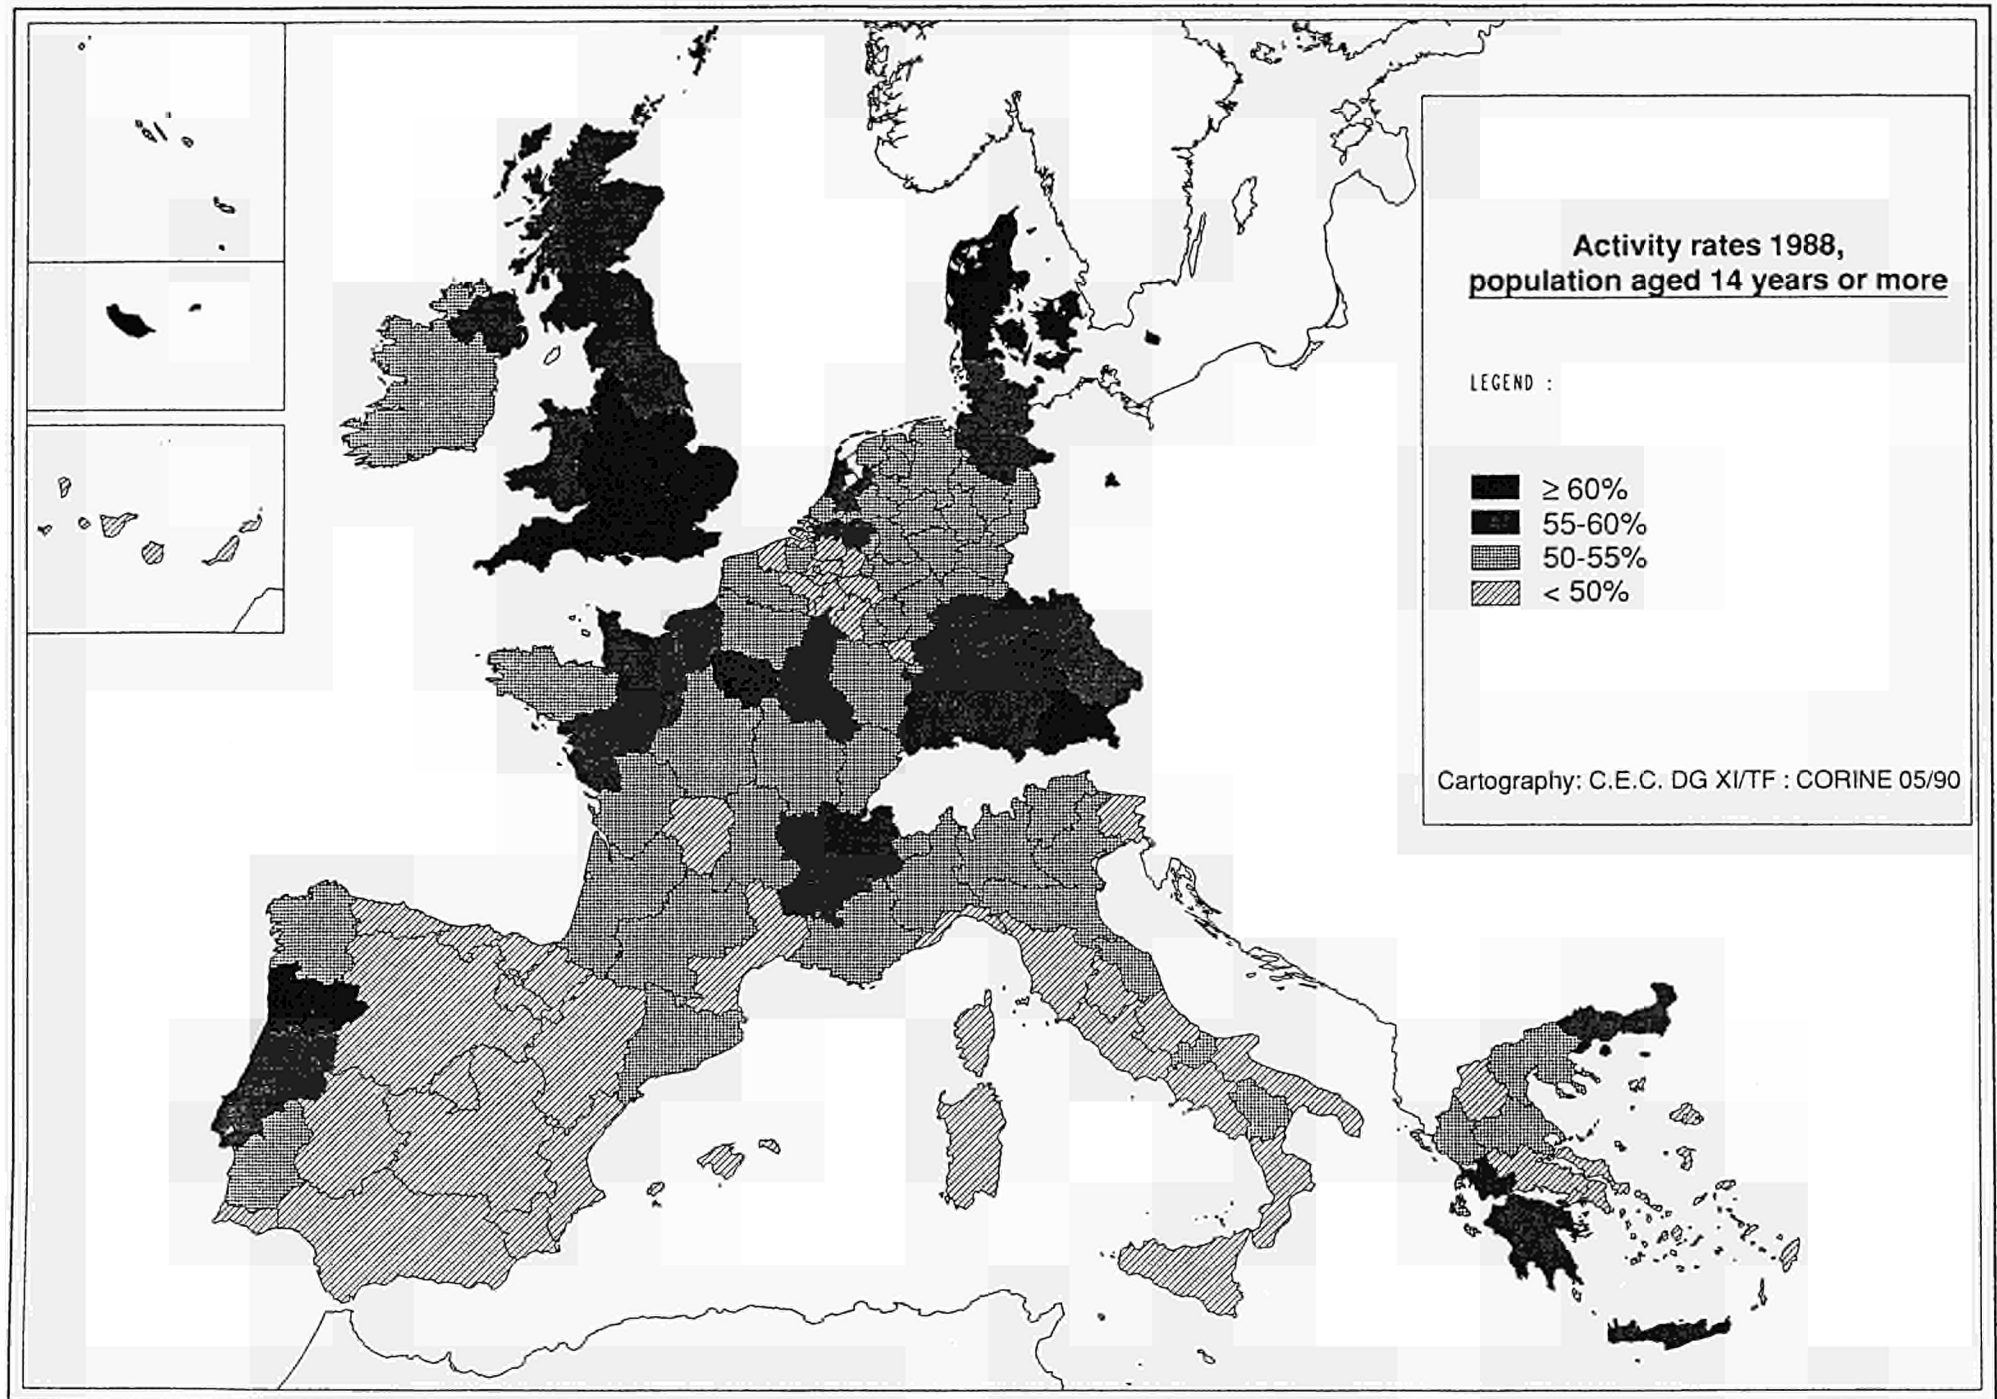 Activity rates 1988,
population aged 14 years or more
LEGEND :
≥ 60%
55-60%
50-55%
< 50%
Cartography: C.E.C. DG XI/TF : CORINE 05/90